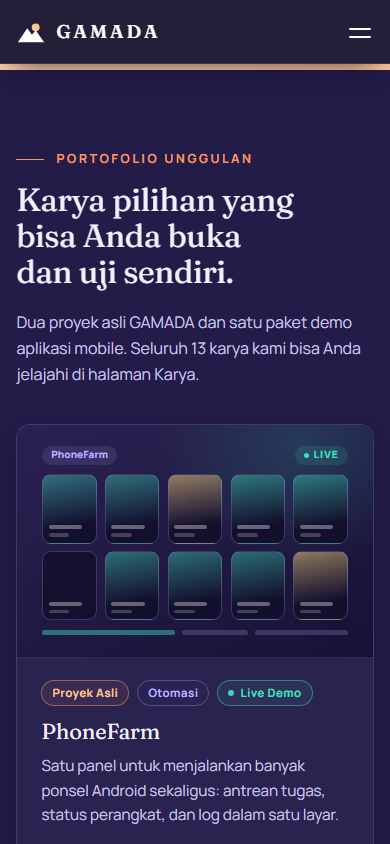 GAMADA
PORTOFOLIO UNGGULAN
Karya pilihan yang
bisa Anda buka
dan uji sendiri.
Dua proyek asli GAMADA dan satu paket demo
aplikasi mobile. Seluruh 13 karya kami bisa Anda
jelajahi di halaman Karya.
PhoneFarm
LIVE
Proyek Asli
Otomasi
Live Demo
PhoneFarm
Satu panel untuk menjalankan banyak
ponsel Android sekaligus: antrean tugas,
status perangkat, dan log dalam satu layar.